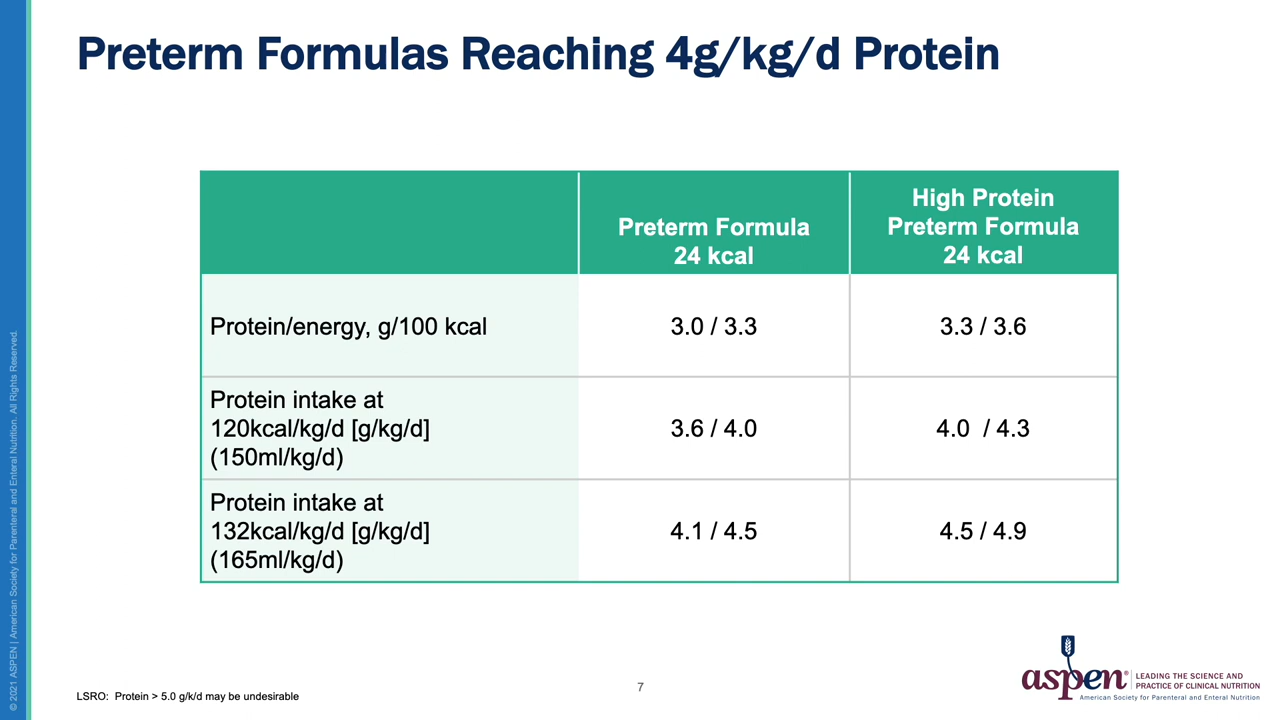 Preterm Formulas Reaching 4g/kg/d Protein
Preterm Formula
24 kcal
High Protein
Preterm Formula
24 kcal
Protein/energy, g/100 kcal
3.0 / 3.3
3.3 / 3.6
Protein intake at
120kcal/kg/d [g/kg/d]
(150ml/kg/d)
3.6 / 4.0
4.0 / 4.3
Protein intake at
132kcal/kg/d [g/kg/d]
(165ml/kg/d)
4.1 / 4.5
4.5 / 4.9
LSRO: Protein > 5.0 g/k/d may be undesirable
7
aspen®
LEADING THE SCIENCE AND
PRACTICE OF CLINICAL NUTRITION
American Society for Parenteral and Enteral Nutrition
© 2021 ASPEN | American Society for Parenteral and Enteral Nutrition. All Rights Reserved.